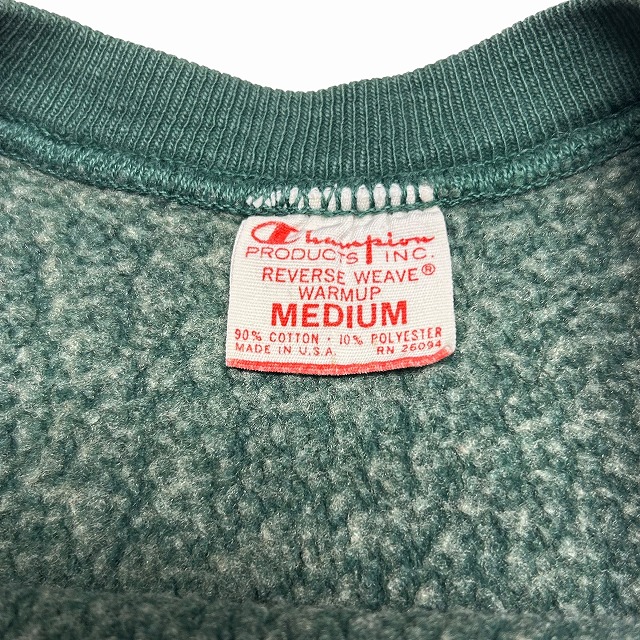 Champion
PRODUCTS INC.
REVERSE WEAVE®
WARMUP
MEDIUM
90% COTTON · 10% POLYESTER
MADE IN U.S.A. RN 26094